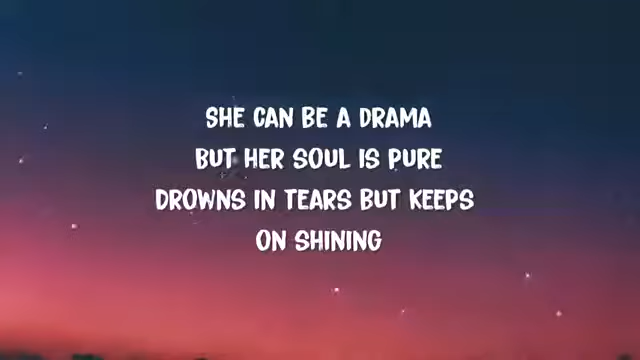 SHE CAN BE A DRAMA
BUT HER SOUL IS PURE
DROWNS IN TEARS BUT KEEPS
ON SHINING